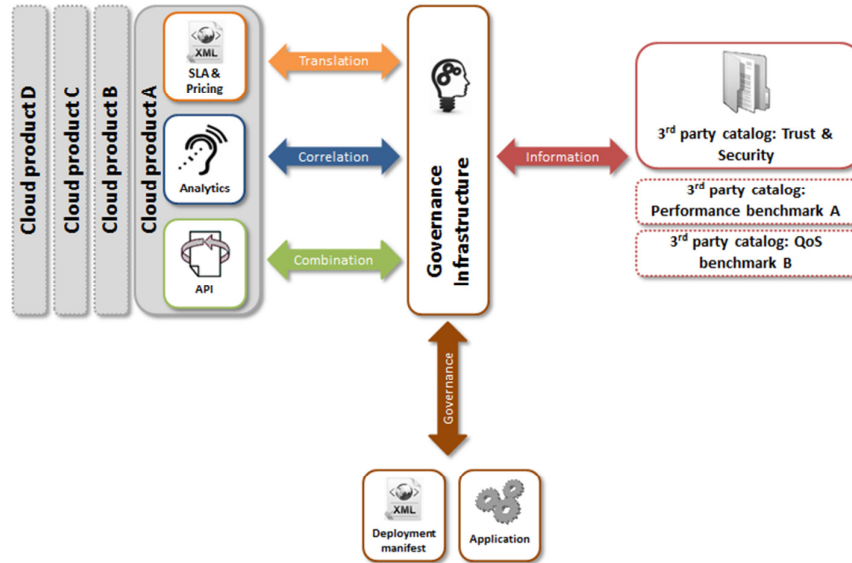 Cloud product D
Cloud product C
Cloud product B
Cloud product A
XML
SLA &
Pricing
Analytics
API
Translation
Correlation
Combination
Governance
Infrastructure
Information
3rd party catalog: Trust &
Security
3rd party catalog:
Performance benchmark A
3rd party catalog: QoS
benchmark B
Governance
XML
Deployment
manifest
Application